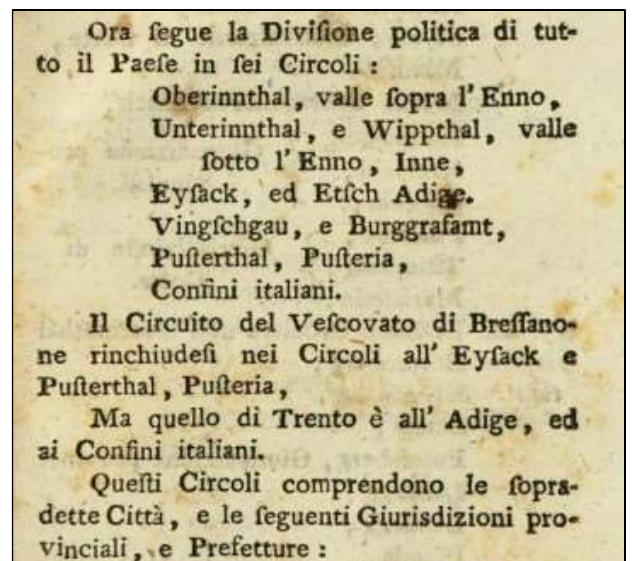 Ora ſegue la Diviſione politica di tut-
to il Paeſe in ſei Circoli :
Oberinnthal, valle ſopra l' Enno,
Unterinnthal, e Wippthal, valle
ſotto l' Enno, Inne,
Eyſack, ed Etſch Adige.
Vingſchgau, e Burggraſamt,
Puſterthal, Puſteria,
Confini italiani.
Il Circuito del Veſcovato di Breſſano-
ne rinchiudeſi nei Circoli all' Eyſack e
Puſterthal, Puſteria,
Ma quello di Trento è all' Adige, ed
ai Confini italiani.
Queſti Circoli comprendono le ſopra-
dette Città, e le ſeguenti Giurisdizioni pro-
vinciali, e Prefetture :